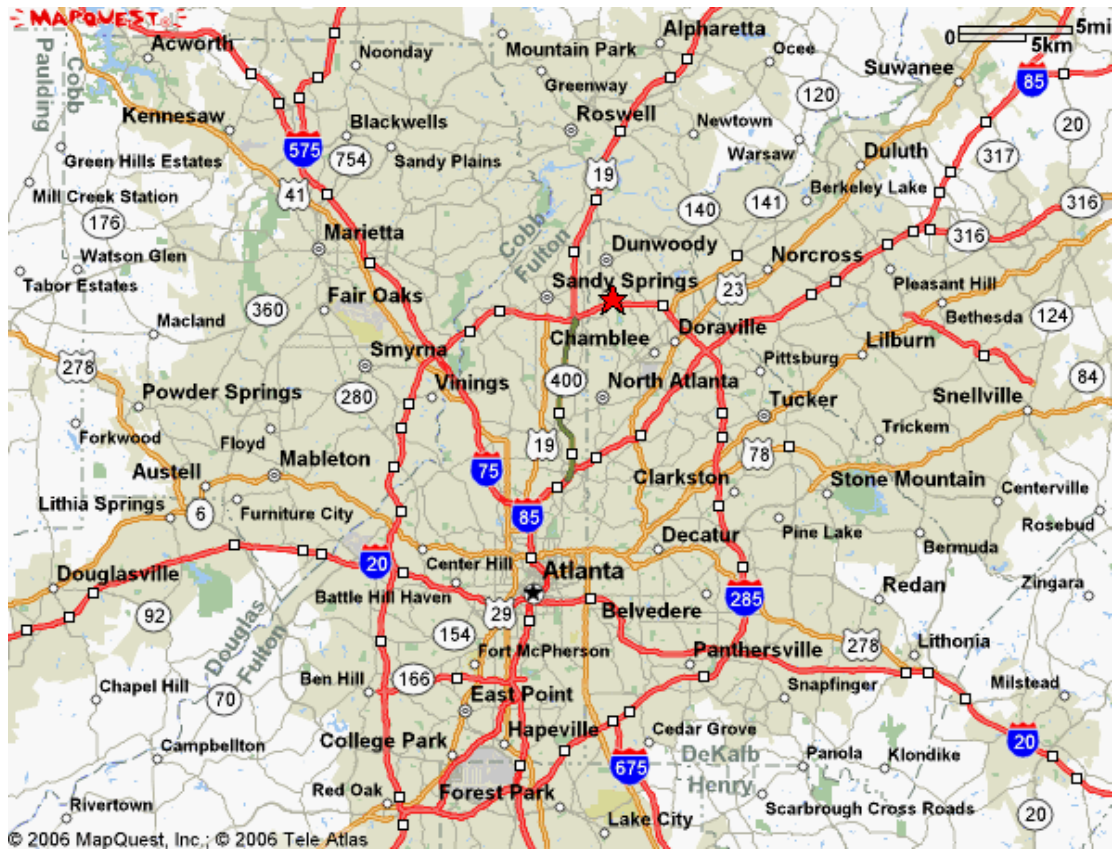 MAPQUEST
Alpharetta
5mi
0
5km
Acworth
Noonday
Mountain Park
Ocee
Suwanee
Paulding
Cobb
Greenway
85
120
Kennesaw
Blackwells
Roswell
Newtown
20
575
754
Sandy Plains
Warsaw
317
Green Hills Estates
19
Duluth
Mill Creek Station
41
Berkeley Lake
176
140
141
316
Marietta
Cobb
Fulton
Dunwoody
316
Watson Glen
Norcross
Tabor Estates
Sandy Springs
Pleasant Hill
Fair Oaks
23
360
Macland
Doraville
Bethesda
124
Smyrna
Chamblee
Lilburn
278
Pittsburg
280
Vinings
400
North Atlanta
84
Powder Springs
Tucker
Snellville
Forkwood
Floyd
19
Trickem
Austell
Mableton
75
78
Clarkston
Stone Mountain
Lithia Springs
6
Furniture City
85
Centerville
Pine Lake
Rosebud
Decatur
Bermuda
20
Center Hill
Atlanta
Douglasville
Redan
Zingara
Battle Hill Haven
29
Belvedere
285
92
154
Douglas
Fulton
278
Lithonia
Fort McPherson
Panthersville
Ben Hill
166
Chapel Hill
70
East Point
Snapfinger
Milstead
Hapeville
Cedar Grove
20
Campbellton
College Park
DeKalb
Henry
Panola
Klondike
675
Red Oak
Forest Park
Rivertown
Scarbrough Cross Roads
20
Lake City
© 2006 MapQuest, Inc.; © 2006 Tele Atlas